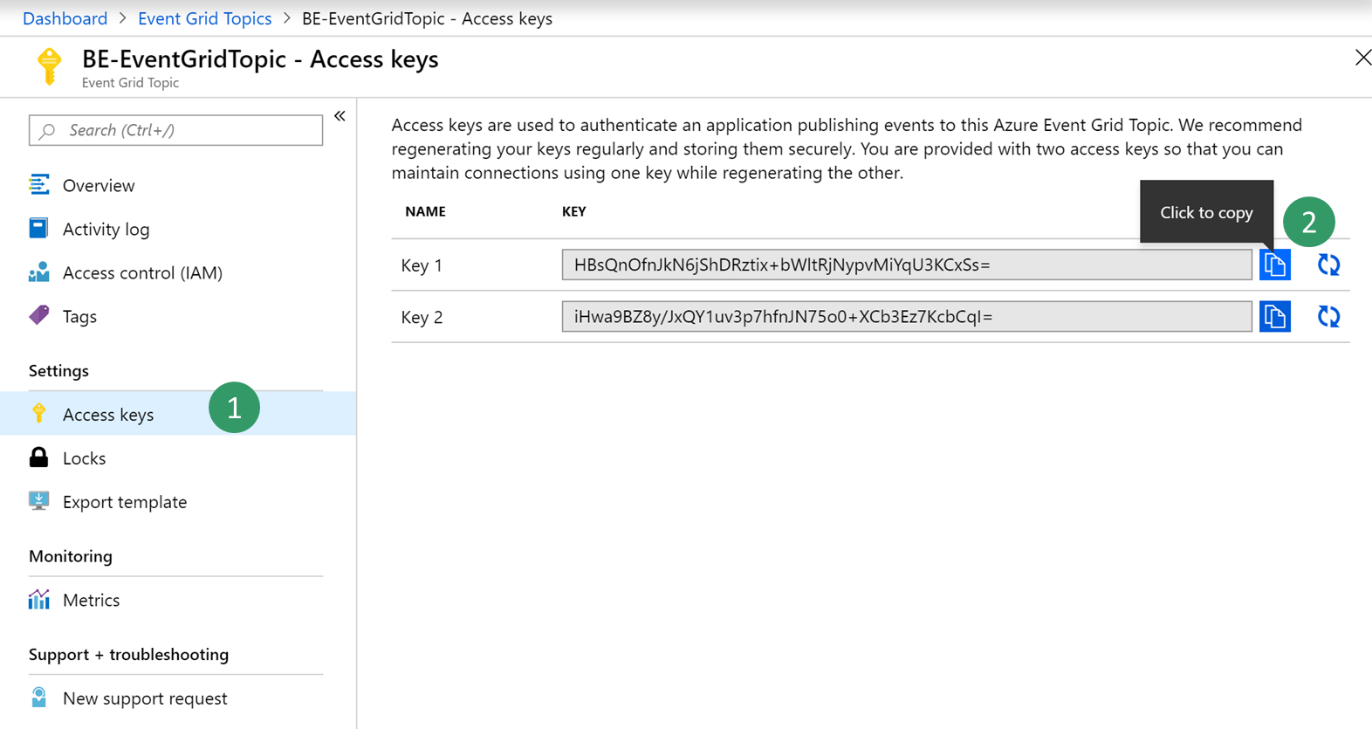 Dashboard > Event Grid Topics > BE-EventGridTopic - Access keys
BE-EventGridTopic - Access keys
Event Grid Topic
Search (Ctrl+/)
Overview
Activity log
Access control (IAM)
Tags
Settings
Access keys
1
Locks
Export template
Monitoring
Metrics
Support + troubleshooting
New support request
Access keys are used to authenticate an application publishing events to this Azure Event Grid Topic. We recommend
regenerating your keys regularly and storing them securely. You are provided with two access keys so that you can
maintain connections using one key while regenerating the other.
NAME KEY
Click to copy
2
Key 1 HBsQnOfnJkN6jShDRztix+bWltRjNypvMiYqU3KCxSs=
Key 2 iHwa9BZ8y/JxQY1uv3p7hfnJN75o0+XCb3Ez7KcbCqI=